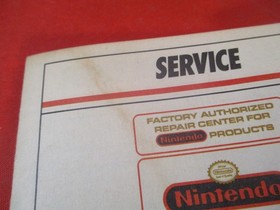 SERVICE
FACTORY AUTHORIZED
REPAIR CENTER FOR
Nintendo PRODUCTS
Nintendo